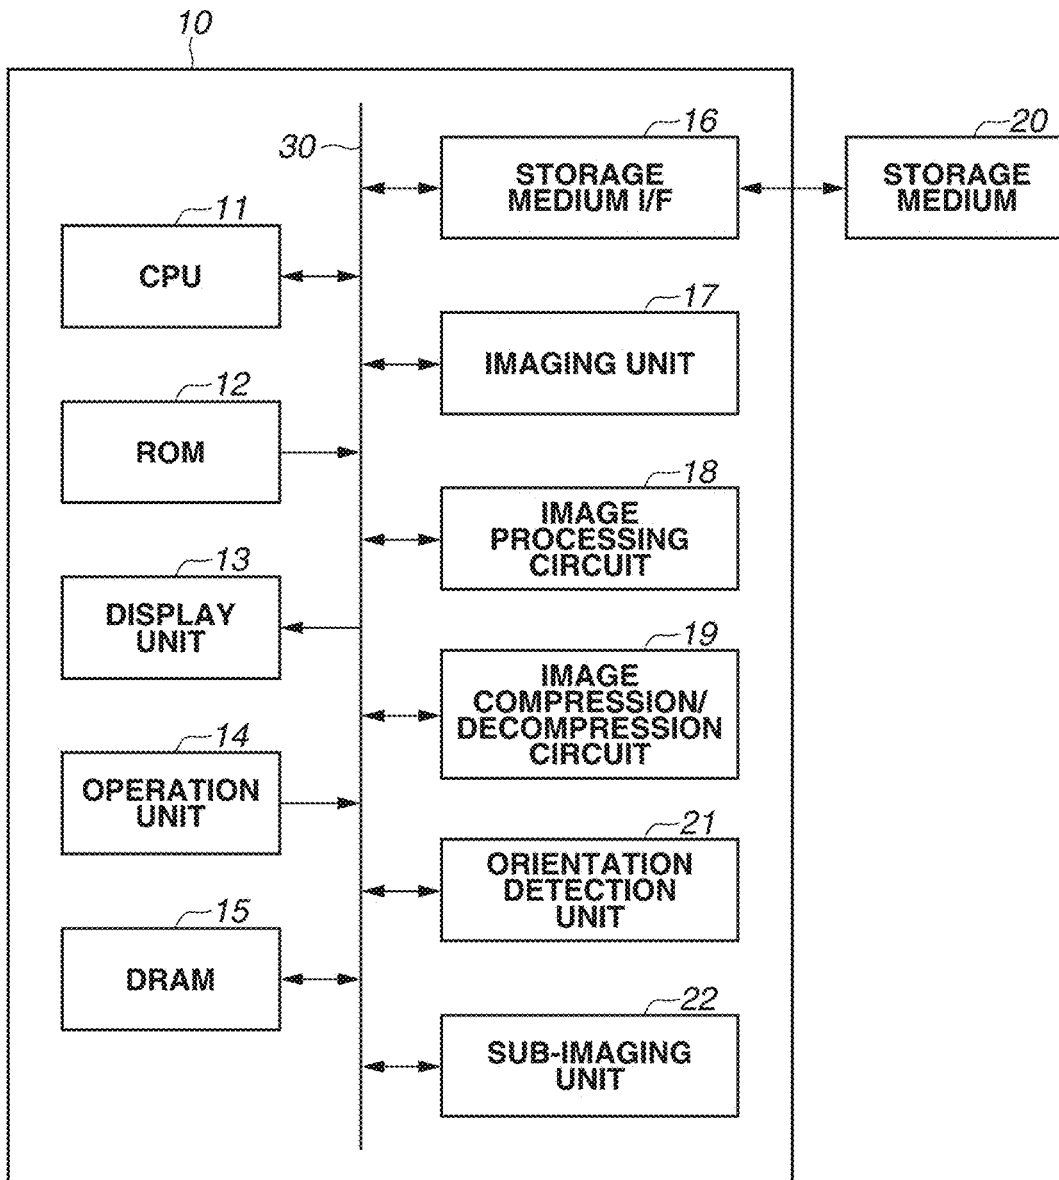 10
30
16
STORAGE
MEDIUM I/F
20
STORAGE
MEDIUM
11
CPU
17
IMAGING UNIT
12
ROM
18
IMAGE
PROCESSING
CIRCUIT
13
DISPLAY
UNIT
19
IMAGE
COMPRESSION/
DECOMPRESSION
CIRCUIT
14
OPERATION
UNIT
21
ORIENTATION
DETECTION
UNIT
15
DRAM
22
SUB-IMAGING
UNIT